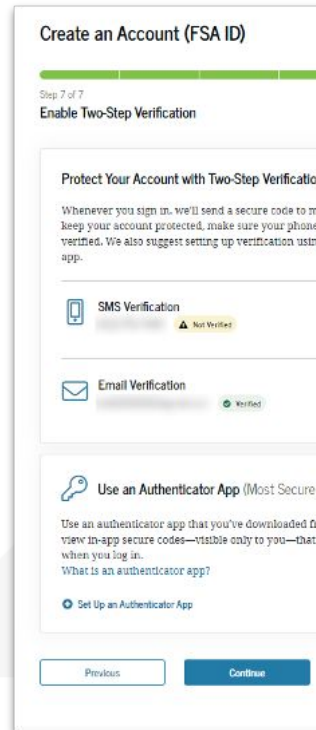 Create an Account (FSA ID)
Step 7 of 7
Enable Two-Step Verification
Protect Your Account with Two-Step Verificatio
Whenever you sign in, we'll send a secure code to m
keep your account protected, make sure your phone
verified. We also suggest setting up verification usin
app.
SMS Verification
Not Verified
Email Verification
Verified
Use an Authenticator App (Most Secure
Use an authenticator app that you've downloaded f
view in-app secure codes—visible only to you—that
when you log in.
What is an authenticator app?
Set Up an Authenticator App
Previous
Continue